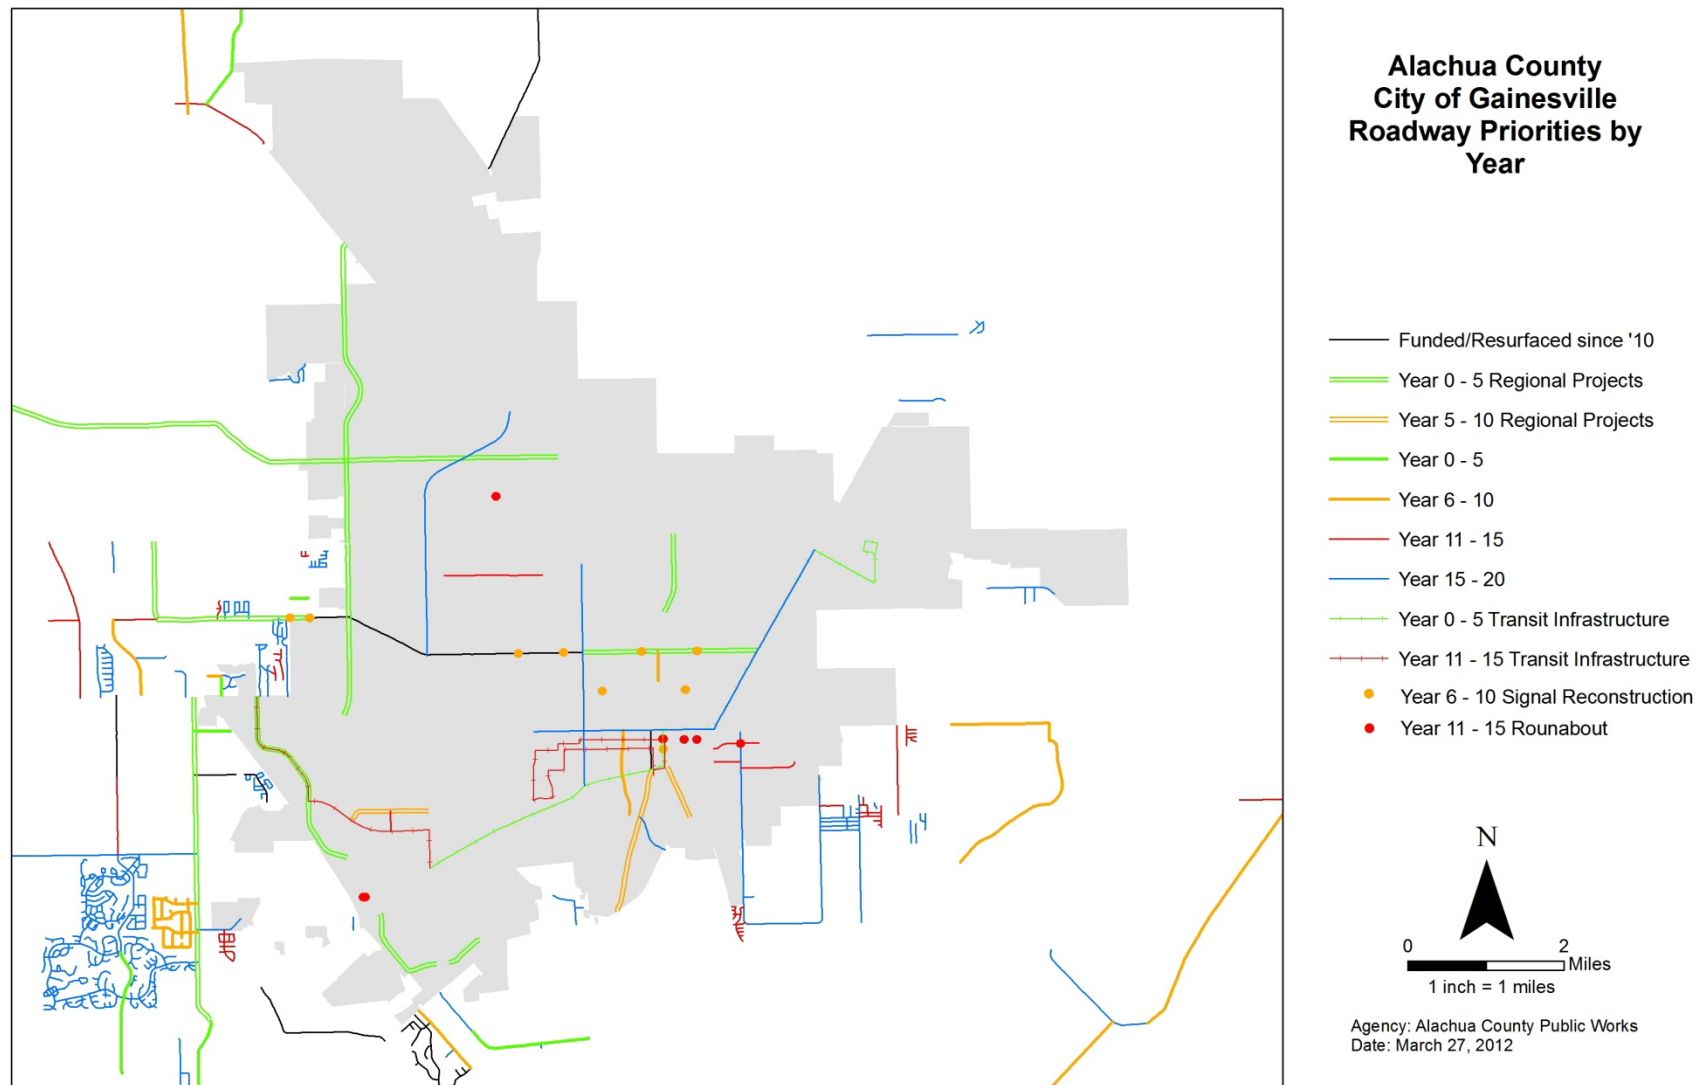 Alachua County
City of Gainesville
Roadway Priorities by
Year
Funded/Resurfaced since '10
Year 0 - 5 Regional Projects
Year 5 - 10 Regional Projects
Year 0 - 5
Year 6 - 10
Year 11 - 15
Year 15 - 20
Year 0 - 5 Transit Infrastructure
Year 11 - 15 Transit Infrastructure
Year 6 - 10 Signal Reconstruction
Year 11 - 15 Rounabout
N
0 2
Miles
1 inch = 1 miles
Agency: Alachua County Public Works
Date: March 27, 2012